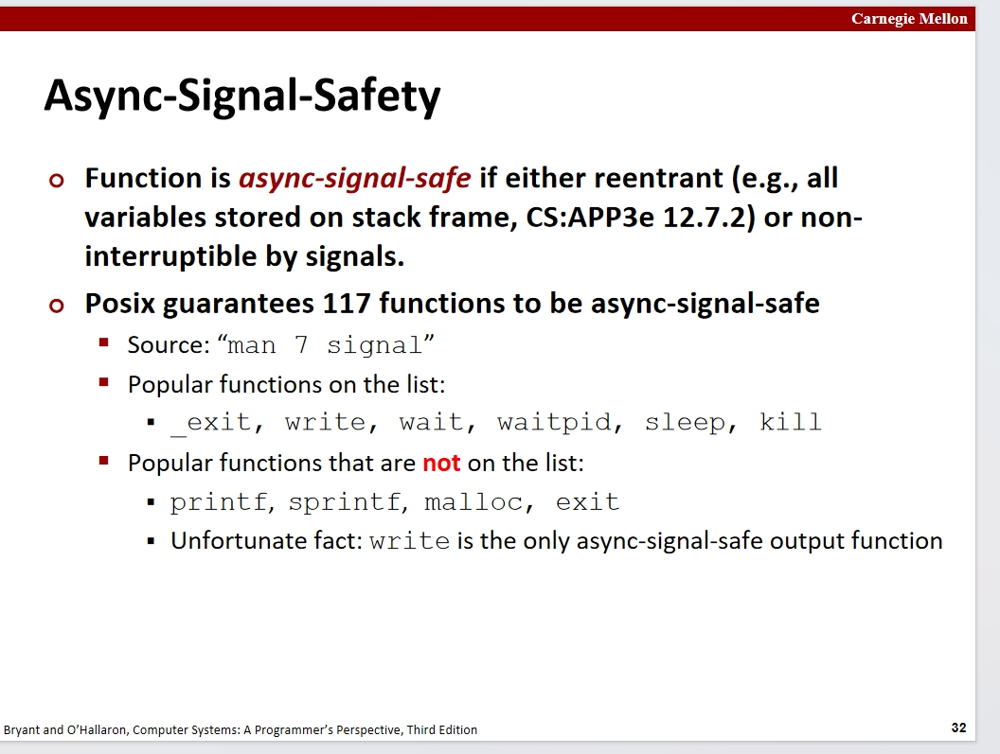 Carnegie Mellon
Async-Signal-Safety
Function is async-signal-safe if either reentrant (e.g., all
variables stored on stack frame, CS:APP3e 12.7.2) or non-
interruptible by signals.
Posix guarantees 117 functions to be async-signal-safe
Source: “man 7 signal”
Popular functions on the list:
_exit, write, wait, waitpid, sleep, kill
Popular functions that are not on the list:
printf, sprintf, malloc, exit
Unfortunate fact: write is the only async-signal-safe output function
Bryant and O’Hallaron, Computer Systems: A Programmer’s Perspective, Third Edition
32